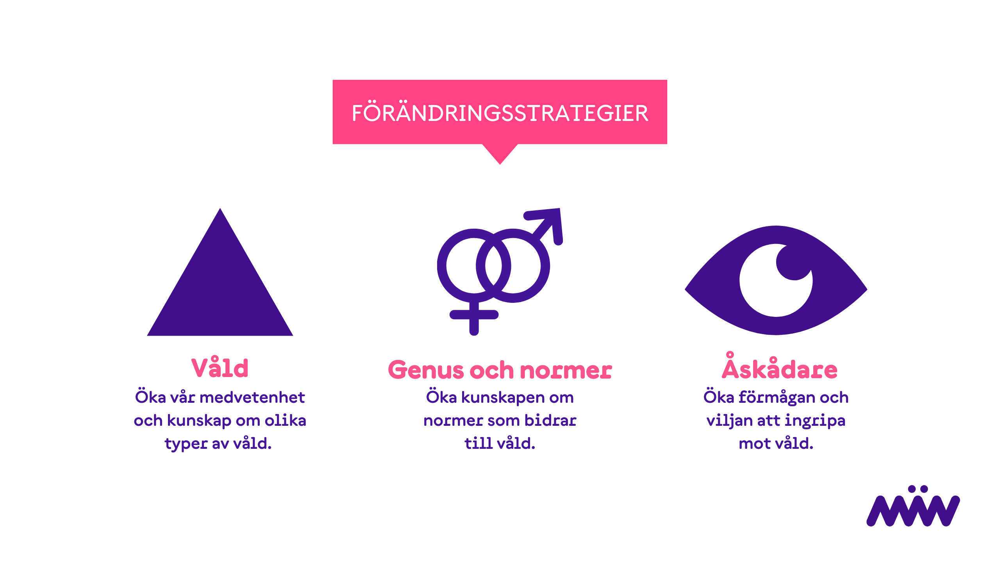 FÖRÄNDRINGSSTRATEGIER
Våld
Öka vår medvetenhet
och kunskap om olika
typer av våld.
Genus och normer
Öka kunskapen om
normer som bidrar
till våld.
Åskådare
Öka förmågan och
viljan att ingripa
mot våld.
MÄN